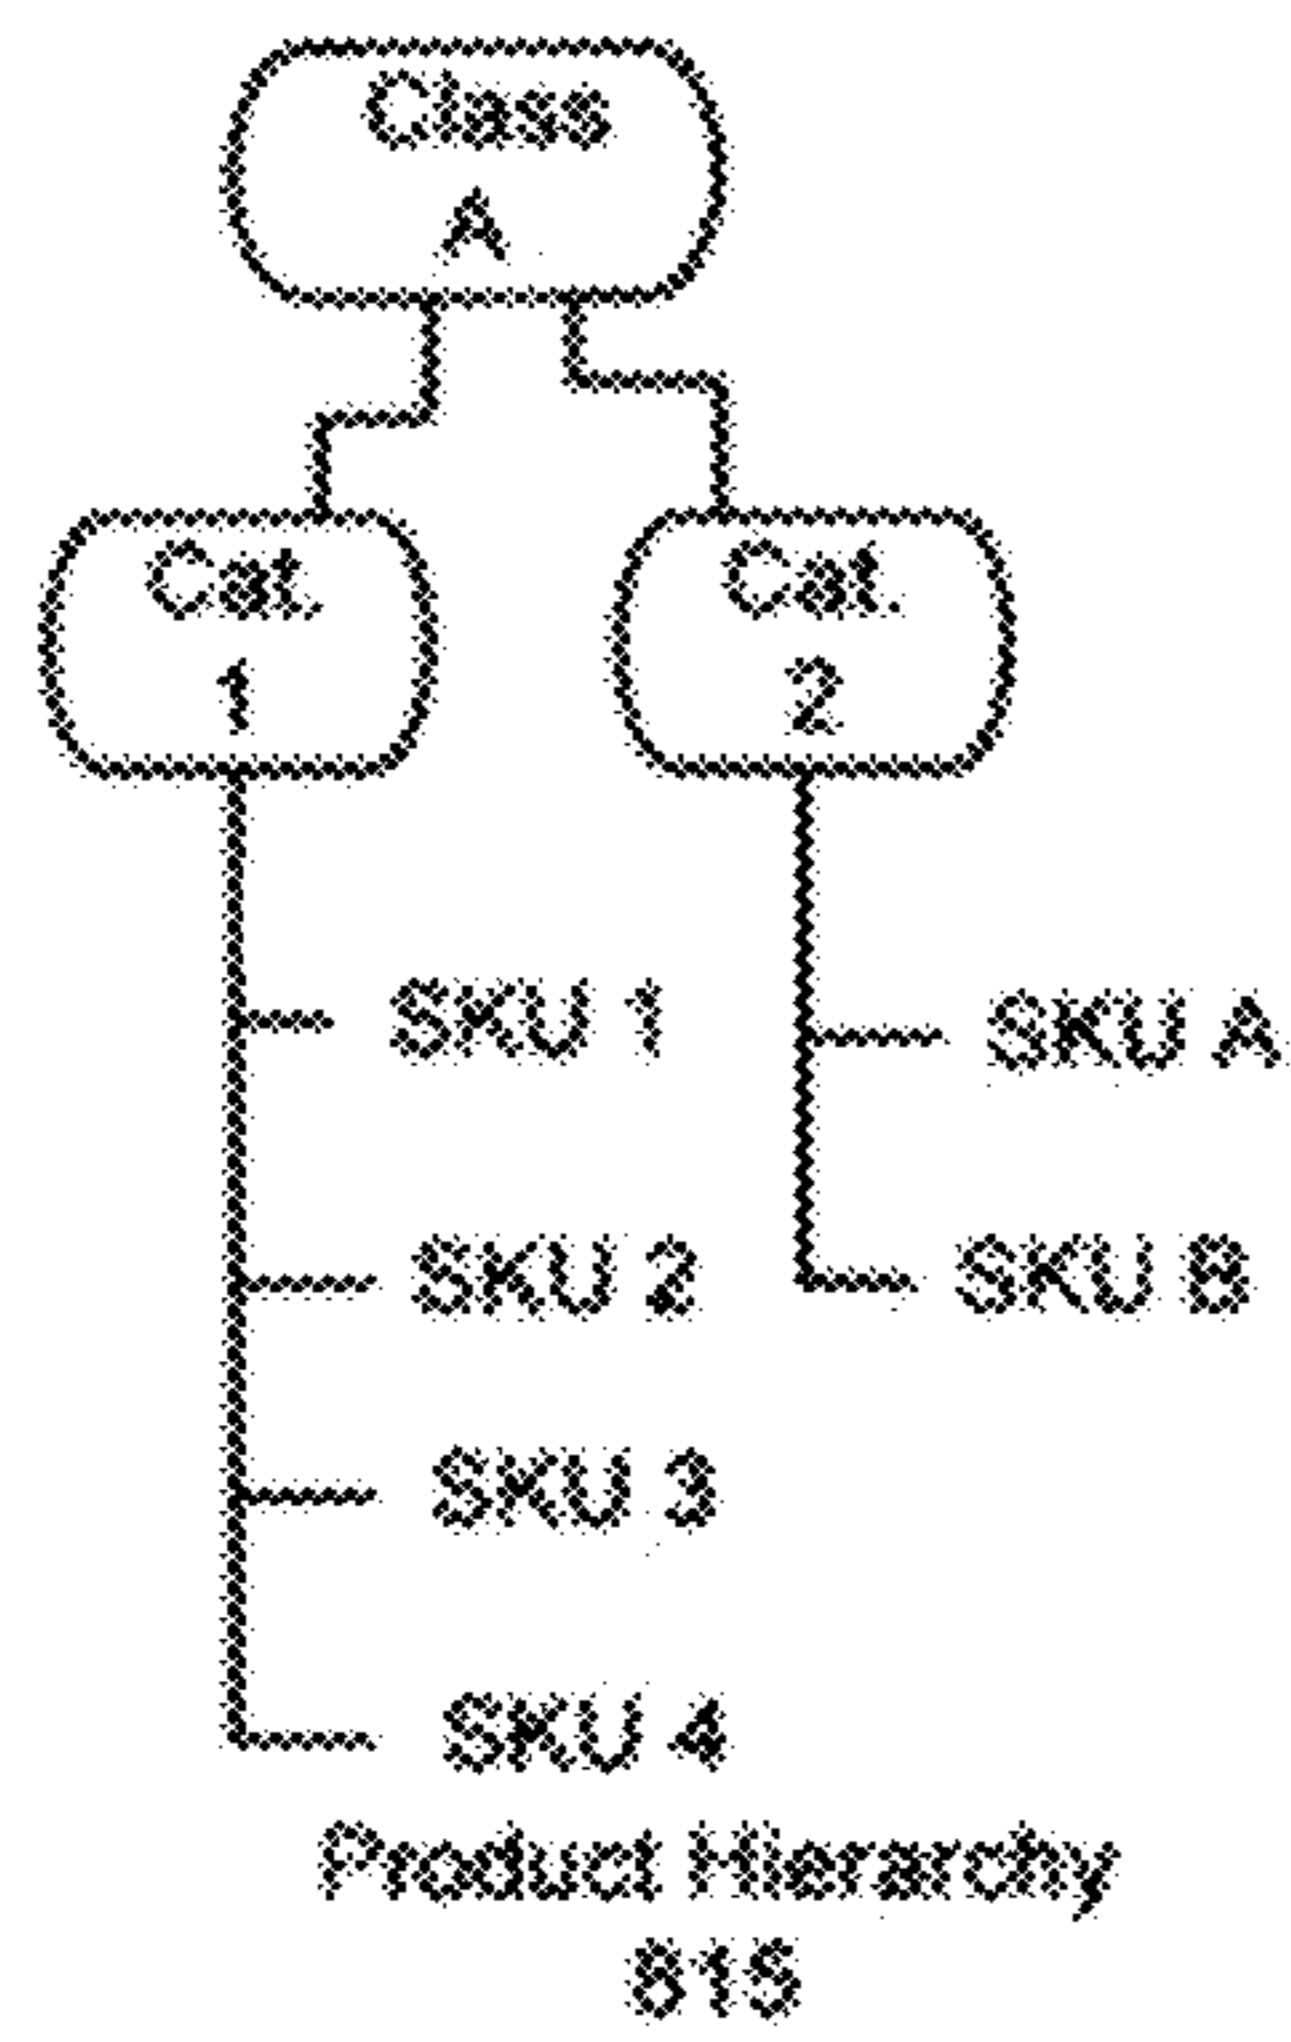 Class
A
Cat.
1
Cat.
2
SKU 1
SKU A
SKU 2
SKU B
SKU 3
SKU 4
Product Hierarchy
815